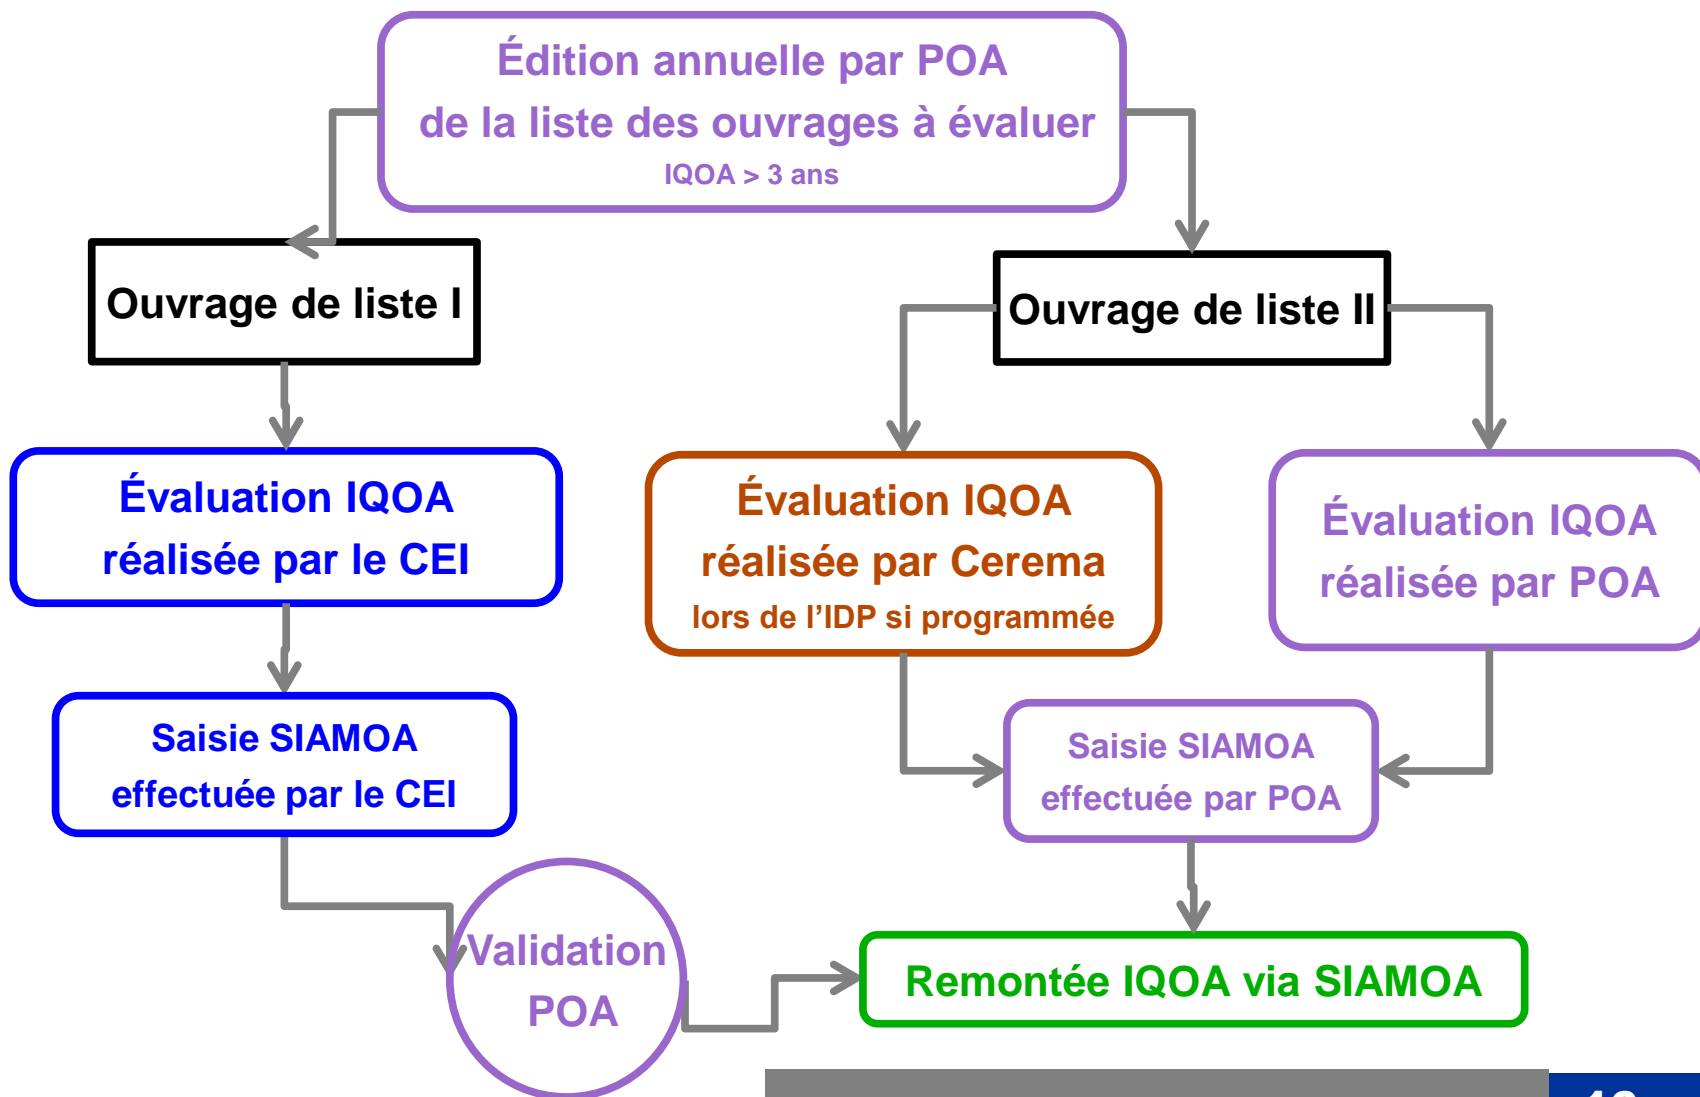 Édition annuelle par POA
de la liste des ouvrages à évaluer
IQOA > 3 ans
Ouvrage de liste I
Ouvrage de liste II
Évaluation IQOA
réalisée par le CEI
Évaluation IQOA
réalisée par Cerema
lors de l’IDP si programmée
Évaluation IQOA
réalisée par POA
Saisie SIAMOA
effectuée par le CEI
Saisie SIAMOA
effectuée par POA
Validation
POA
Remontée IQOA via SIAMOA